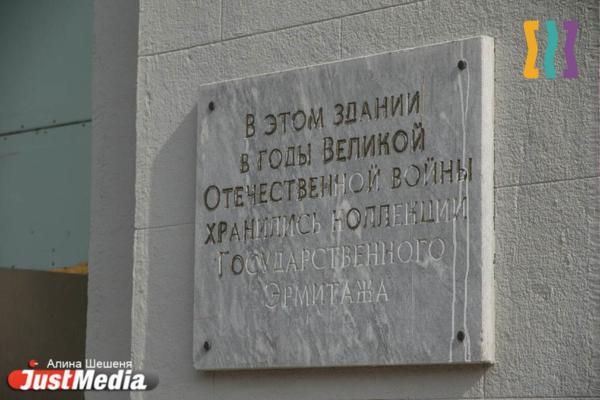 В ЭТОМ ЗДАНИИ
В ГОДЫ ВЕЛИКОЙ
ОТЕЧЕСТВЕННОЙ ВОЙНЫ
ХРАНИЛИСЬ КОЛЛЕКЦИИ
ГОСУДАРСТВЕННОГО
ЭРМИТАЖА
Алина Шешеня
JustMedia